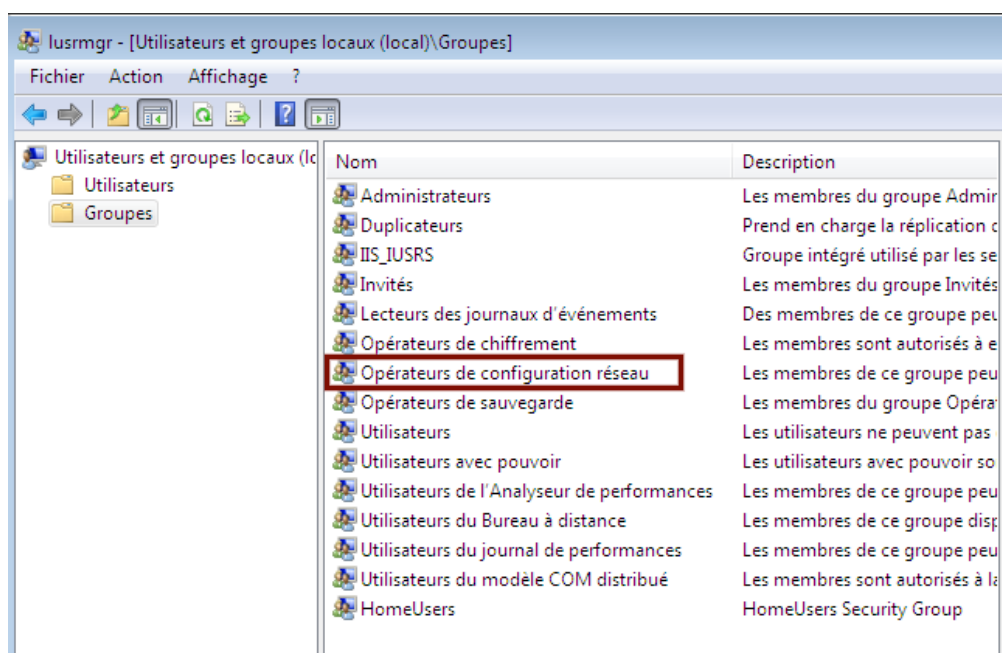 lusrmgr - [Utilisateurs et groupes locaux (local)\Groupes]
Fichier Action Affichage ?
Utilisateurs et groupes locaux (lo
Utilisateurs
Groupes
Nom Description
Administrateurs Les membres du groupe Admir
Duplicateurs Prend en charge la réplication c
IIS_IUSRS Groupe intégré utilisé par les se
Invités Les membres du groupe Invités
Lecteurs des journaux d'événements Des membres de ce groupe peu
Opérateurs de chiffrement Les membres sont autorisés à e
Opérateurs de configuration réseau Les membres de ce groupe peu
Opérateurs de sauvegarde Les membres du groupe Opéra
Utilisateurs Les utilisateurs ne peuvent pas
Utilisateurs avec pouvoir Les utilisateurs avec pouvoir so
Utilisateurs de l'Analyseur de performances Les membres de ce groupe peu
Utilisateurs du Bureau à distance Les membres de ce groupe disp
Utilisateurs du journal de performances Les membres de ce groupe peu
Utilisateurs du modèle COM distribué Les membres sont autorisés à la
HomeUsers HomeUsers Security Group